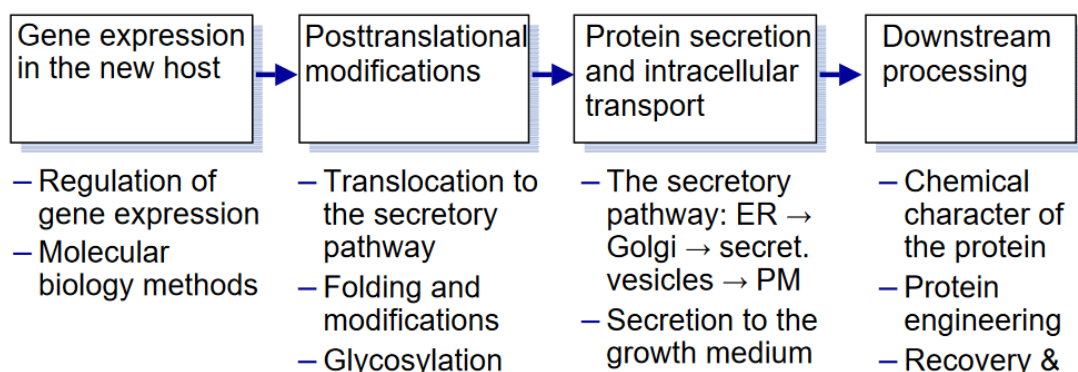 Gene expression
in the new host
Posttranslational
modifications
Protein secretion
and intracellular
transport
Downstream
processing
– Regulation of
gene expression
– Molecular
biology methods
– Translocation to
the secretory
pathway
– Folding and
modifications
– Glycosylation
– The secretory
pathway: ER →
Golgi → secret.
vesicles → PM
– Secretion to the
growth medium
– Chemical
character of
the protein
– Protein
engineering
– Recovery &